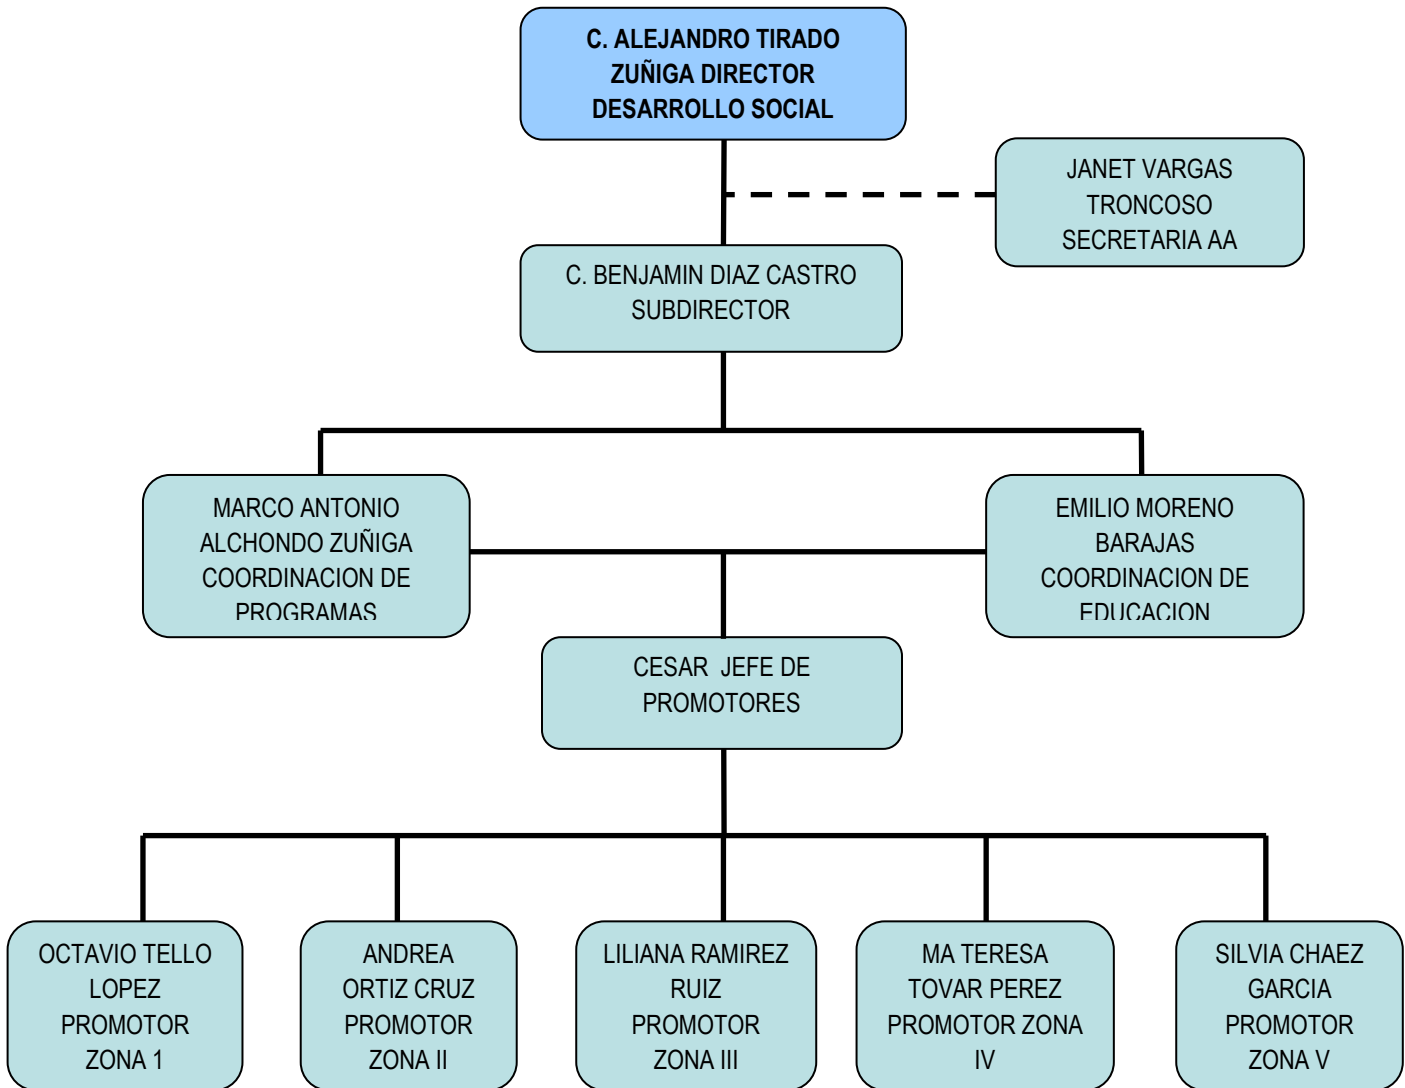 C. ALEJANDRO TIRADO
ZUÑIGA DIRECTOR
DESARROLLO SOCIAL
JANET VARGAS
TRONCOSO
SECRETARIA AA
C. BENJAMIN DIAZ CASTRO
SUBDIRECTOR
MARCO ANTONIO
ALCHONDO ZUÑIGA
COORDINACION DE
PROGRAMAS
EMILIO MORENO
BARAJAS
COORDINACION DE
EDUCACION
CESAR  JEFE DE
PROMOTORES
OCTAVIO TELLO
LOPEZ
PROMOTOR
ZONA 1
ANDREA
ORTIZ CRUZ
PROMOTOR
ZONA II
LILIANA RAMIREZ
RUIZ
PROMOTOR
ZONA III
MA TERESA
TOVAR PEREZ
PROMOTOR ZONA
IV
SILVIA CHAEZ
GARCIA
PROMOTOR
ZONA V